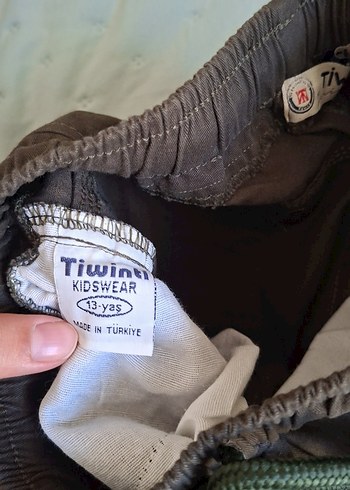 Tiwinti
KIDSWEAR
13-yaş
MADE IN TÜRKİYE